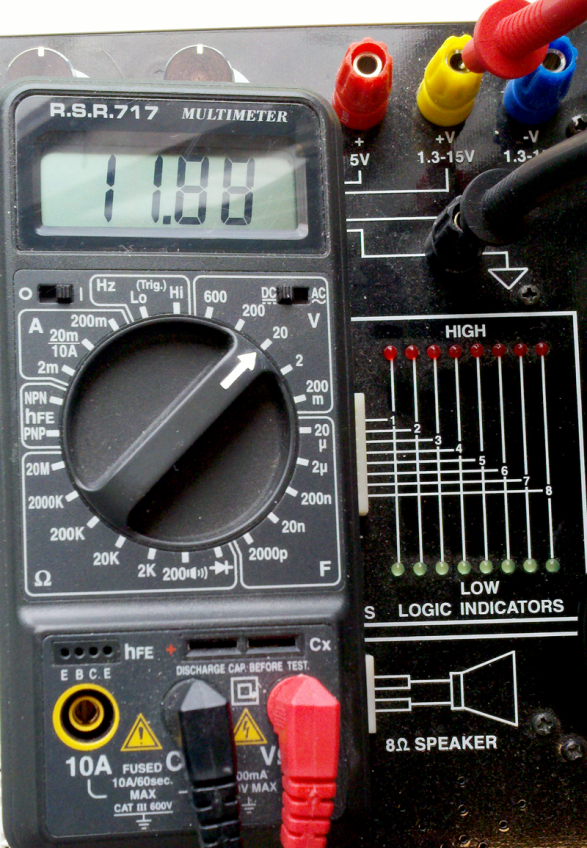 R.S.R.717 MULTIMETER
11.88
+
5V
+V
1.3-15V
-V
1.3-1
O I
Hz
(Trig.)
Lo
Hi
600
200
DC AC
V
20
2
200
m
20
µ
2µ
200n
20n
2000p
F
A
200m
20m
10A
2m
NPN
hFE
PNP
20M
2000K
200K
20K
2K
200
Ω
HIGH
1
2
3
4
5
6
7
8
LOW
S LOGIC INDICATORS
8Ω SPEAKER
hFE
E B C E
+
Cx
DISCHARGE CAP. BEFORE TEST.
10A
FUSED
10A/60sec.
MAX
CAT III 600V
C
V
00mA
V MAX